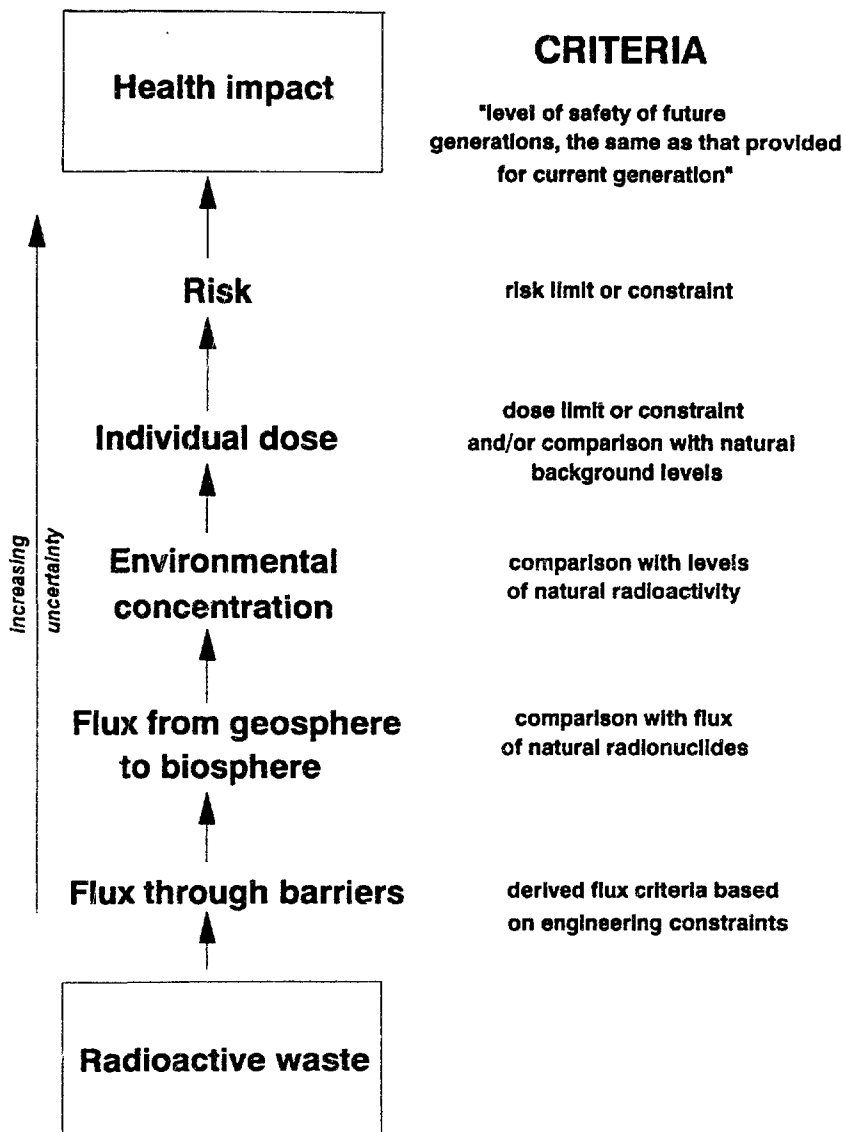 CRITERIA
Health impact
"level of safety of future
generations, the same as that provided
for current generation"
Risk
risk limit or constraint
Individual dose
dose limit or constraint
and/or comparison with natural
background levels
increasing
uncertainty
Environmental
concentration
comparison with levels
of natural radioactivity
Flux from geosphere
to biosphere
comparison with flux
of natural radionuclides
Flux through barriers
derived flux criteria based
on engineering constraints
Radioactive waste